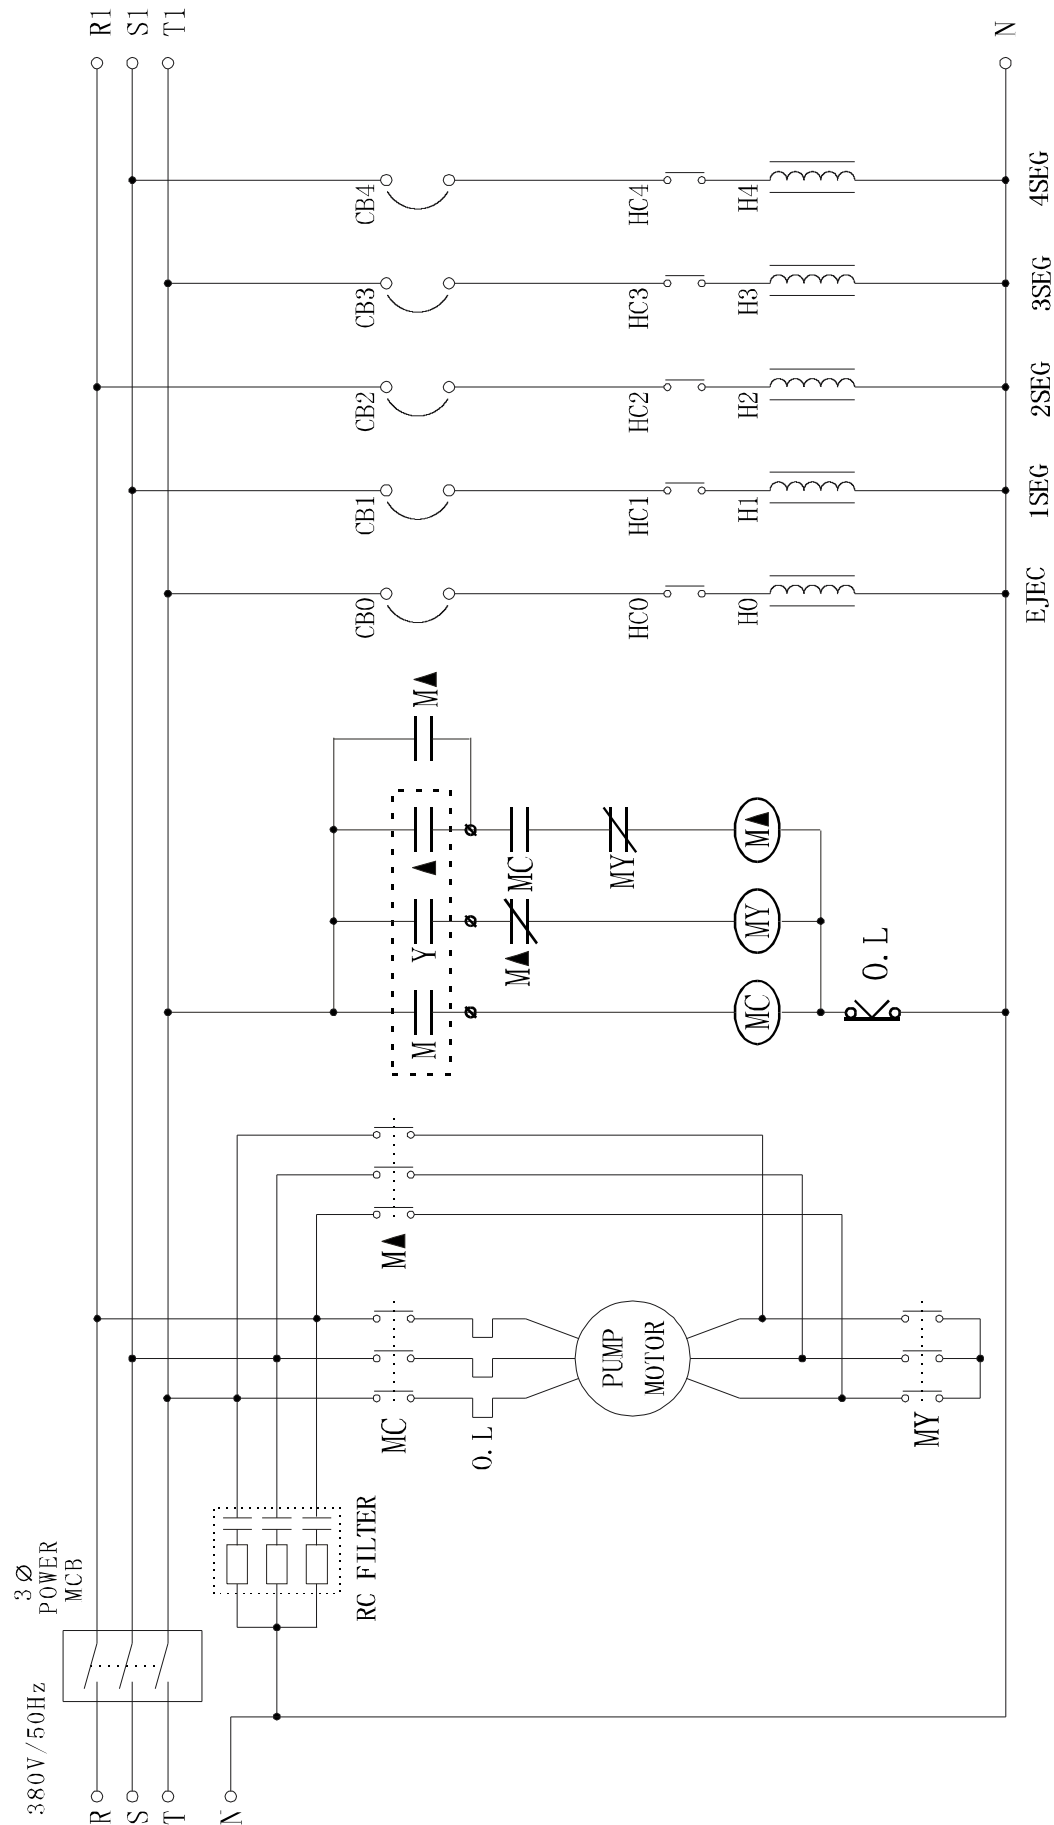 380V/50Hz
R
S
T
N
3Ø
POWER
MCB
RC FILTER
MC
O.L
PUMP
MOTOR
MY
M▲
M
Y
▲
M▲
M▲
MC
MY
MC
MY
M▲
O.L
CB0
HC0
H0
EJEC
CB1
HC1
H1
1SEG
CB2
HC2
H2
2SEG
CB3
HC3
H3
3SEG
CB4
HC4
H4
4SEG
R1
S1
T1
N